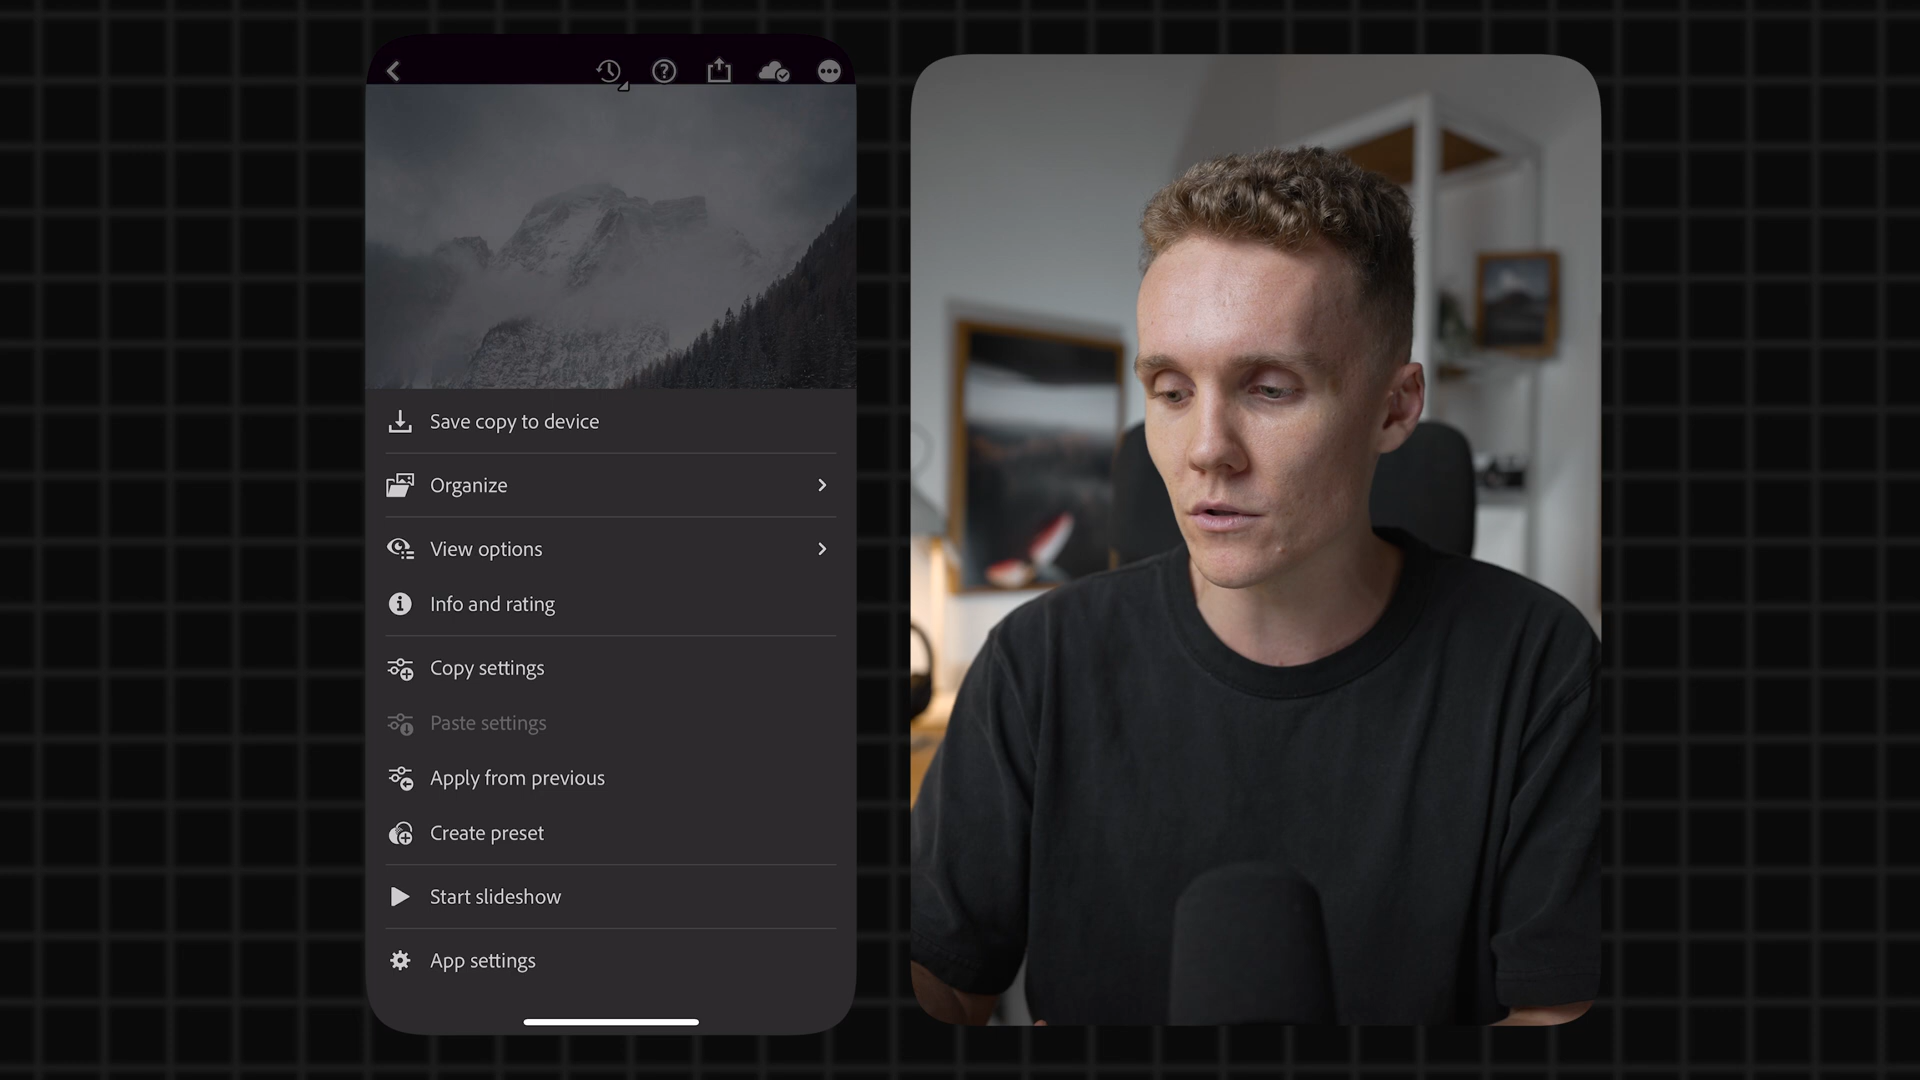 Save copy to device
Organize
View options
Info and rating
Copy settings
Paste settings
Apply from previous
Create preset
Start slideshow
App settings